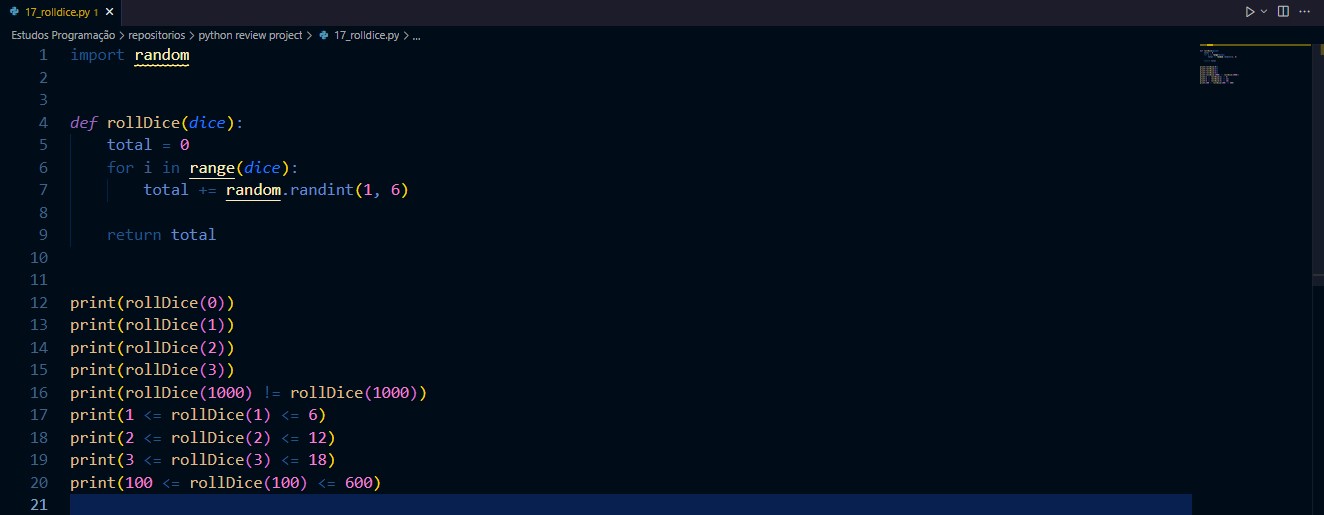 17_rolldice.py 1
Estudos Programação > repositorios > python review project > 17_rolldice.py > ...
1 import random
2
3
4 def rollDice(dice):
5     total = 0
6     for i in range(dice):
7         total += random.randint(1, 6)
8
9     return total
10
11
12 print(rollDice(0))
13 print(rollDice(1))
14 print(rollDice(2))
15 print(rollDice(3))
16 print(rollDice(1000) != rollDice(1000))
17 print(1 <= rollDice(1) <= 6)
18 print(2 <= rollDice(2) <= 12)
19 print(3 <= rollDice(3) <= 18)
20 print(100 <= rollDice(100) <= 600)
21